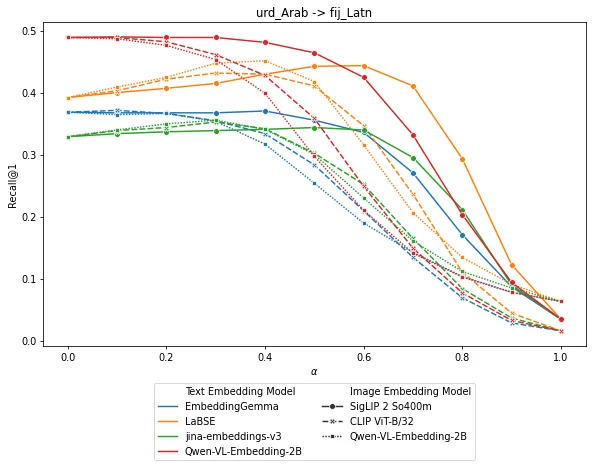 urd_Arab -> fij_Latn
Recall@1
0.5
0.4
0.3
0.2
0.1
0.0
0.0 0.2 0.4 0.6 0.8 1.0
α
Text Embedding Model Image Embedding Model
EmbeddingGemma SigLIP 2 So400m
LaBSE CLIP ViT-B/32
jina-embeddings-v3 Qwen-VL-Embedding-2B
Qwen-VL-Embedding-2B